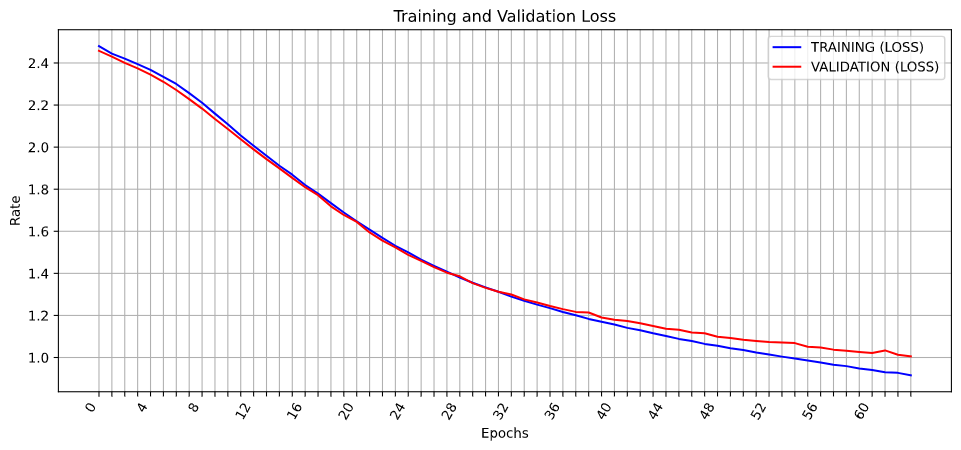 Training and Validation Loss
TRAINING (LOSS)
VALIDATION (LOSS)
Rate
2.4
2.2
2.0
1.8
1.6
1.4
1.2
1.0
0 4 8 12 16 20 24 28 32 36 40 44 48 52 56 60
Epochs